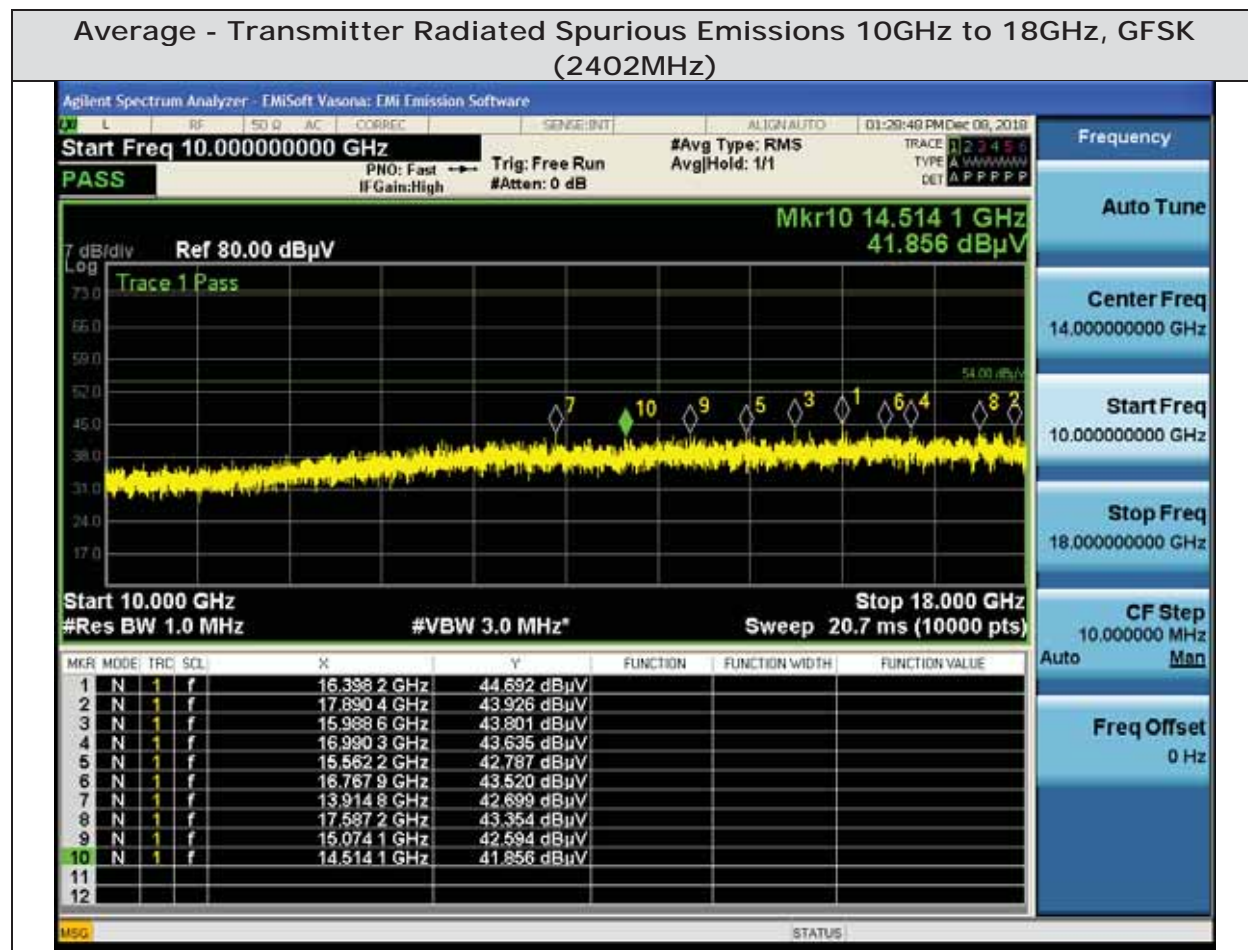 Average - Transmitter Radiated Spurious Emissions 10GHz to 18GHz, GFSK
(2402MHz)
Agilent Spectrum Analyzer - EMiSoft Vasona: EMi Emission Software
L RF 50 Ω AC CORREC SENSE:INT ALIGNAUTO 01:29:48 PM Dec 08, 2018
Start Freq 10.000000000 GHz
PASS
PNO: Fast
IFGain:High
Trig: Free Run
#Atten: 0 dB
#Avg Type: RMS
Avg|Hold: 1/1
TRACE 1 2 3 4 5 6
TYPE A WWWWW
DET A P P P P P
Mkr10 14.514 1 GHz
41.856 dBµV
7 dB/div Ref 80.00 dBµV
Log
Trace 1 Pass
73.0
66.0
59.0
52.0
45.0
38.0
31.0
24.0
17.0
54.00 dBµV
7 10 9 5 3 1 6 4 8 2
Start 10.000 GHz Stop 18.000 GHz
#Res BW 1.0 MHz #VBW 3.0 MHz* Sweep 20.7 ms (10000 pts)
MKR MODE TRC SCL X Y FUNCTION FUNCTION WIDTH FUNCTION VALUE
1 N 1 f 16.398 2 GHz 44.692 dBµV
2 N 1 f 17.890 4 GHz 43.926 dBµV
3 N 1 f 15.988 6 GHz 43.801 dBµV
4 N 1 f 16.990 3 GHz 43.635 dBµV
5 N 1 f 15.562 2 GHz 42.787 dBµV
6 N 1 f 16.767 9 GHz 43.520 dBµV
7 N 1 f 13.914 8 GHz 42.699 dBµV
8 N 1 f 17.587 2 GHz 43.354 dBµV
9 N 1 f 15.074 1 GHz 42.594 dBµV
10 N 1 f 14.514 1 GHz 41.856 dBµV
11
12
MSG STATUS
Frequency
Auto Tune
Center Freq
14.000000000 GHz
Start Freq
10.000000000 GHz
Stop Freq
18.000000000 GHz
CF Step
10.000000 MHz
Auto Man
Freq Offset
0 Hz